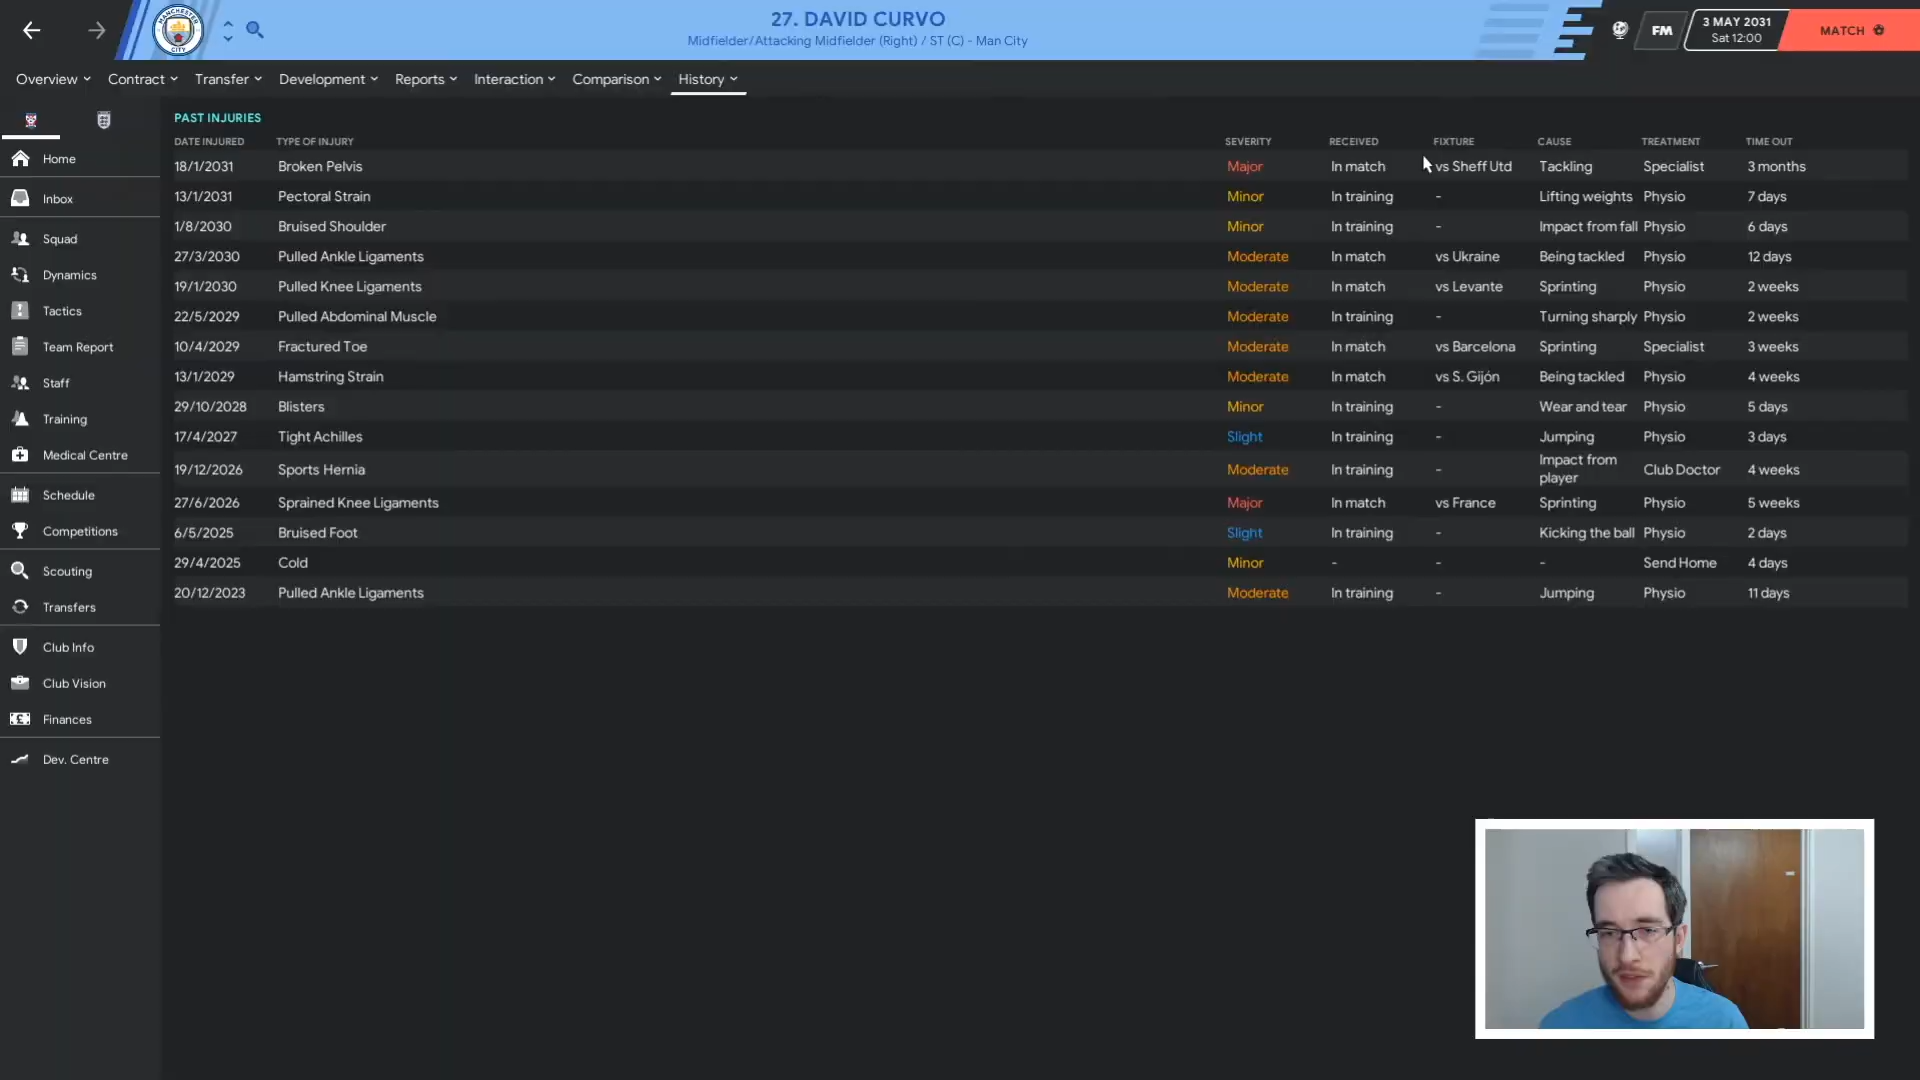 27. DAVID CURVO
Midfielder/Attacking Midfielder (Right) / ST (C) - Man City
MANCHESTER CITY
FM
3 MAY 2031
Sat 12:00
MATCH
Overview Contract Transfer Development Reports Interaction Comparison History
Home
Inbox
Squad
Dynamics
Tactics
Team Report
Staff
Training
Medical Centre
Schedule
Competitions
Scouting
Transfers
Club Info
Club Vision
Finances
Dev. Centre
PAST INJURIES
DATE INJURED TYPE OF INJURY SEVERITY RECEIVED FIXTURE CAUSE TREATMENT TIME OUT
18/1/2031 Broken Pelvis Major In match vs Sheff Utd Tackling Specialist 3 months
13/1/2031 Pectoral Strain Minor In training - Lifting weights Physio 7 days
1/8/2030 Bruised Shoulder Minor In training - Impact from fall Physio 6 days
27/3/2030 Pulled Ankle Ligaments Moderate In match vs Ukraine Being tackled Physio 12 days
19/1/2030 Pulled Knee Ligaments Moderate In match vs Levante Sprinting Physio 2 weeks
22/5/2029 Pulled Abdominal Muscle Moderate In training - Turning sharply Physio 2 weeks
10/4/2029 Fractured Toe Moderate In match vs Barcelona Sprinting Specialist 3 weeks
13/1/2029 Hamstring Strain Moderate In match vs S. Gijón Being tackled Physio 4 weeks
29/10/2028 Blisters Minor In training - Wear and tear Physio 5 days
17/4/2027 Tight Achilles Slight In training - Jumping Physio 3 days
19/12/2026 Sports Hernia Moderate In training - Impact from player Club Doctor 4 weeks
27/6/2026 Sprained Knee Ligaments Major In match vs France Sprinting Physio 5 weeks
6/5/2025 Bruised Foot Slight In training - Kicking the ball Physio 2 days
29/4/2025 Cold Minor - - - Send Home 4 days
20/12/2023 Pulled Ankle Ligaments Moderate In training - Jumping Physio 11 days